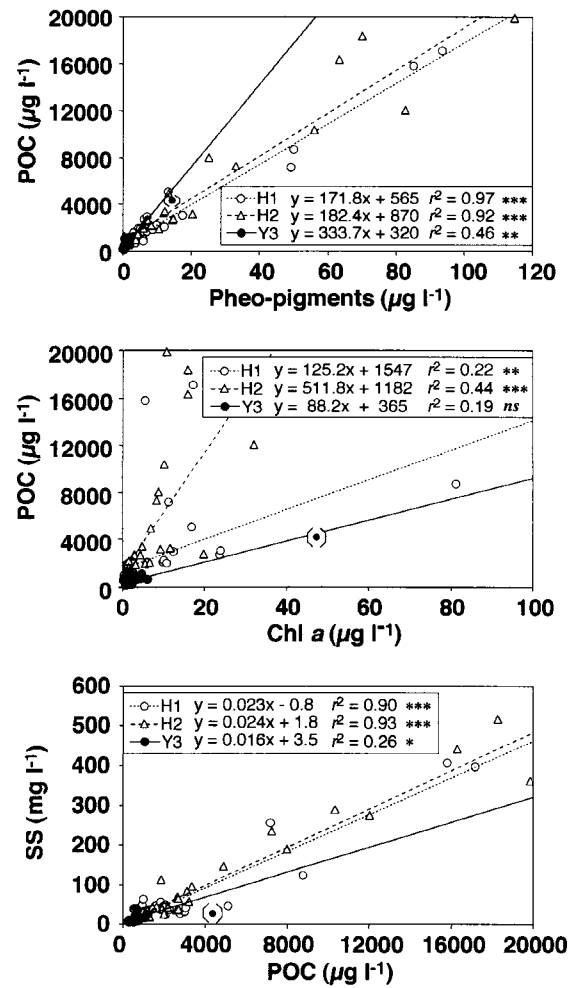 20000
16000
12000
8000
4000
0
POC (µg l⁻¹)
H1 y = 171.8x + 565 r² = 0.97 ***
H2 y = 182.4x + 870 r² = 0.92 ***
Y3 y = 333.7x + 320 r² = 0.46 **
0 20 40 60 80 100 120
Pheo-pigments (µg l⁻¹)
20000
16000
12000
8000
4000
0
POC (µg l⁻¹)
H1 y = 125.2x + 1547 r² = 0.22 **
H2 y = 511.8x + 1182 r² = 0.44 ***
Y3 y = 88.2x + 365 r² = 0.19 ns
0 20 40 60 80 100
Chl a (µg l⁻¹)
600
500
400
300
200
100
0
SS (mg l⁻¹)
H1 y = 0.023x - 0.8 r² = 0.90 ***
H2 y = 0.024x + 1.8 r² = 0.93 ***
Y3 y = 0.016x + 3.5 r² = 0.26 *
0 4000 8000 12000 16000 20000
POC (µg l⁻¹)